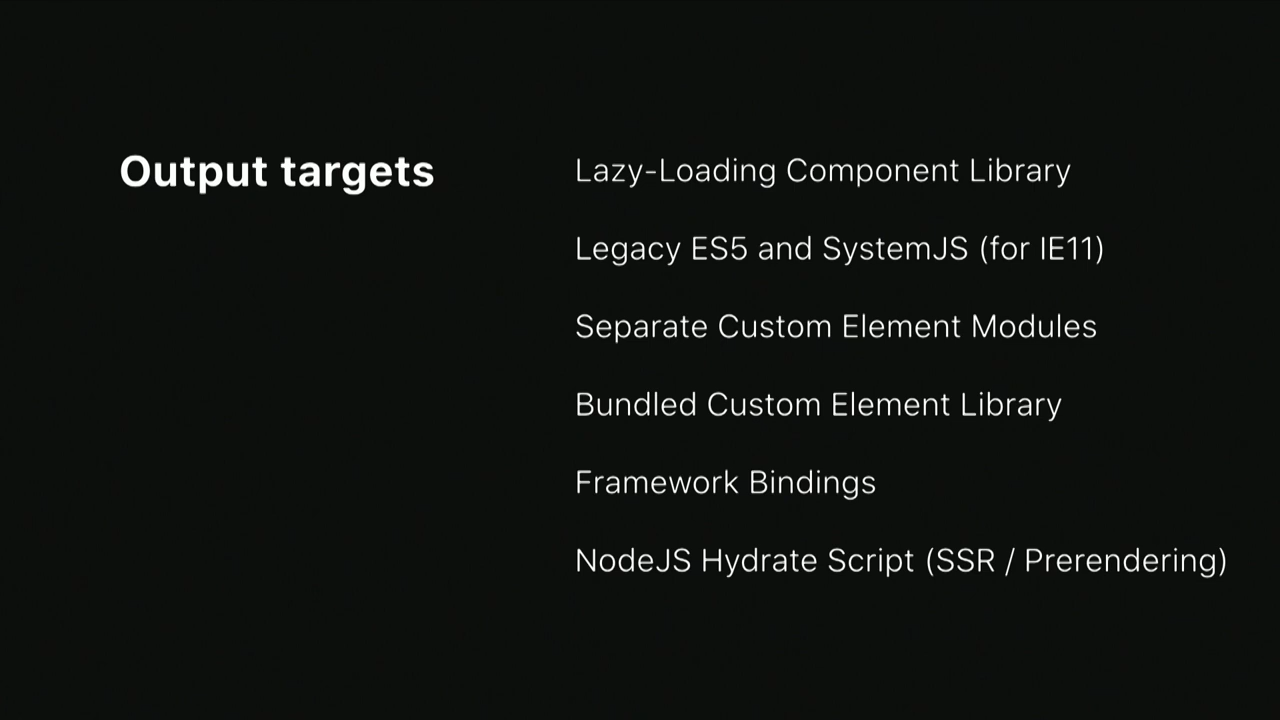 Output targets
Lazy-Loading Component Library
Legacy ES5 and SystemJS (for IE11)
Separate Custom Element Modules
Bundled Custom Element Library
Framework Bindings
NodeJS Hydrate Script (SSR / Prerendering)